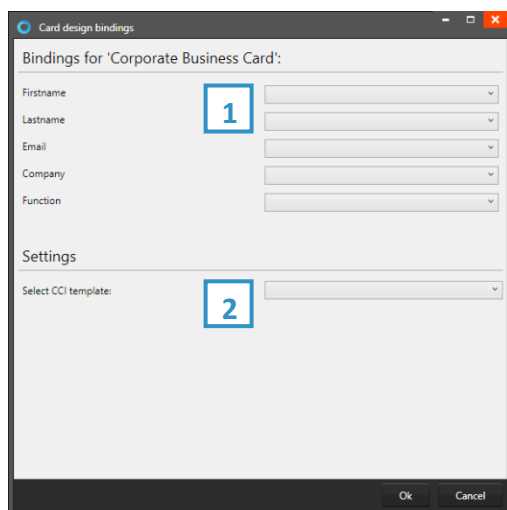 Card design bindings
Bindings for 'Corporate Business Card':
Firstname
1
Lastname
Email
Company
Function
Settings
Select CCI template:
2
Ok Cancel